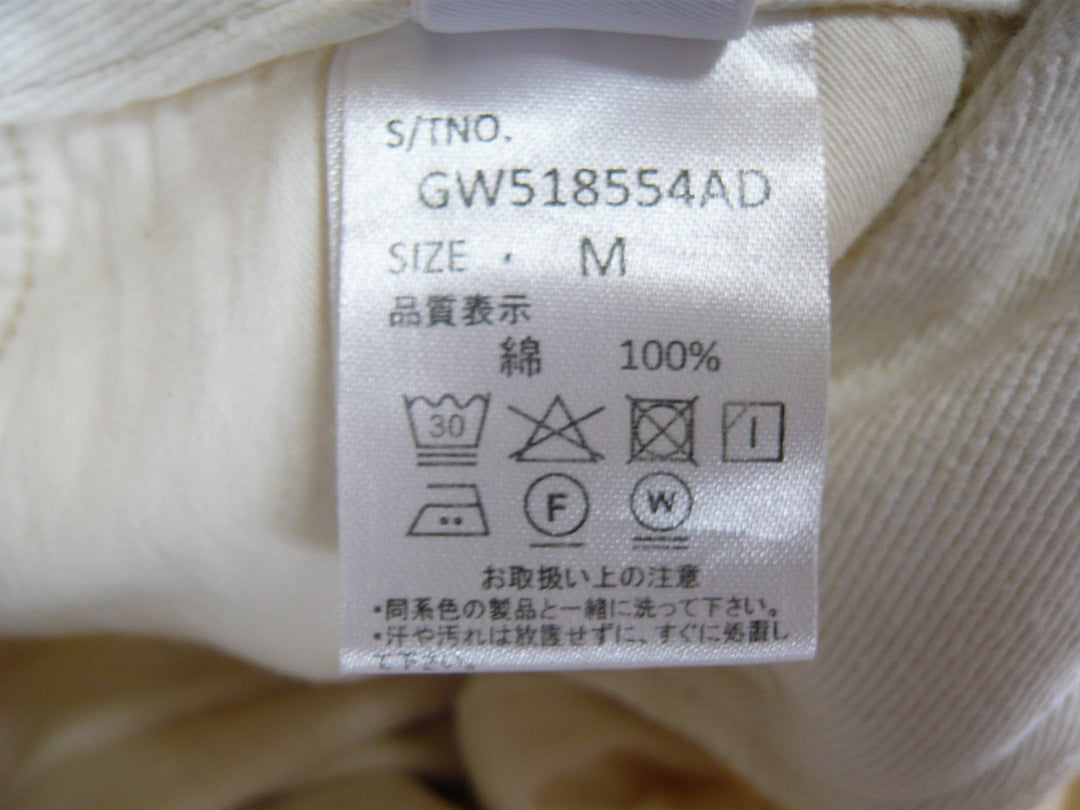 S/TNO.
GW518554AD
SIZE · M
品質表示
綿 100%
30
F W
お取扱い上の注意
・同系色の製品と一緒に洗って下さい。
・汗や汚れは放置せずに、すぐに処置し
て下さい。